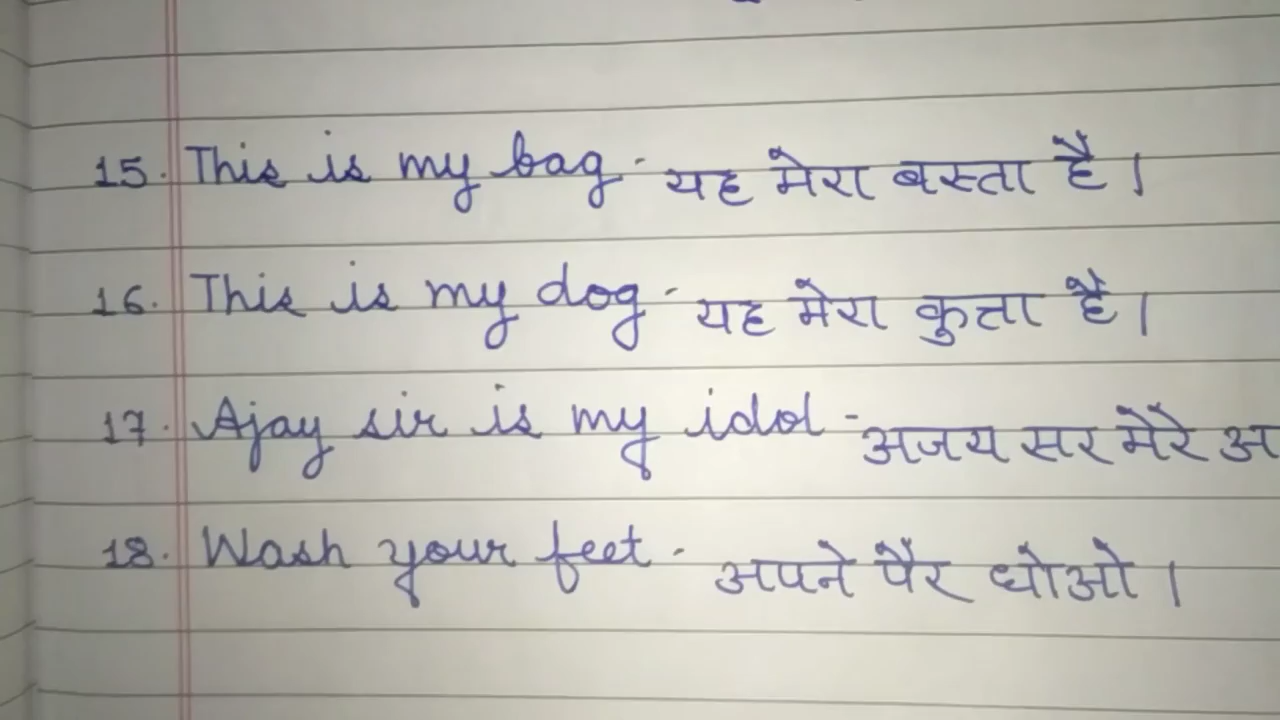 15. This is my bag. यह मेरा बस्ता है।
16. This is my dog. यह मेरा कुत्ता है।
17. Ajay sir is my idol - अजय सर मेरे
18. Wash your feet. अपने पैर धोओ।